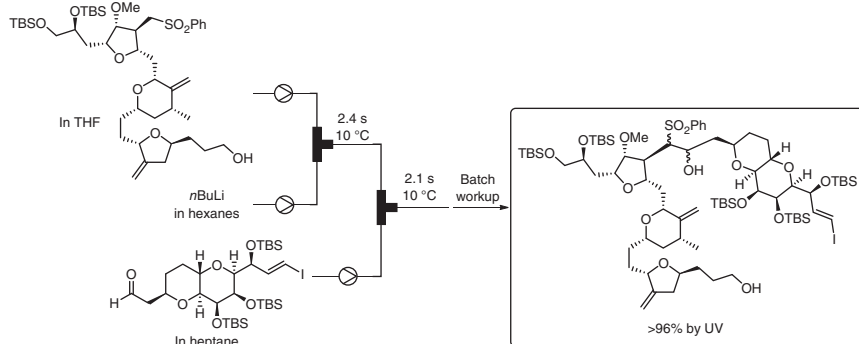 OTBS
OMe
TBSO
SO2Ph
O
O
In THF
O
OH
nBuLi
in hexanes
2.4 s
10 °C
2.1 s
10 °C
Batch
workup
O
H
O
H
H
O
H
OTBS
I
OTBS
OTBS
In heptane
SO2Ph
OTBS
OMe
TBSO
O
OH
H
O
O
H
H
OTBS
TBSO
OTBS
I
O
O
OH
>96% by UV